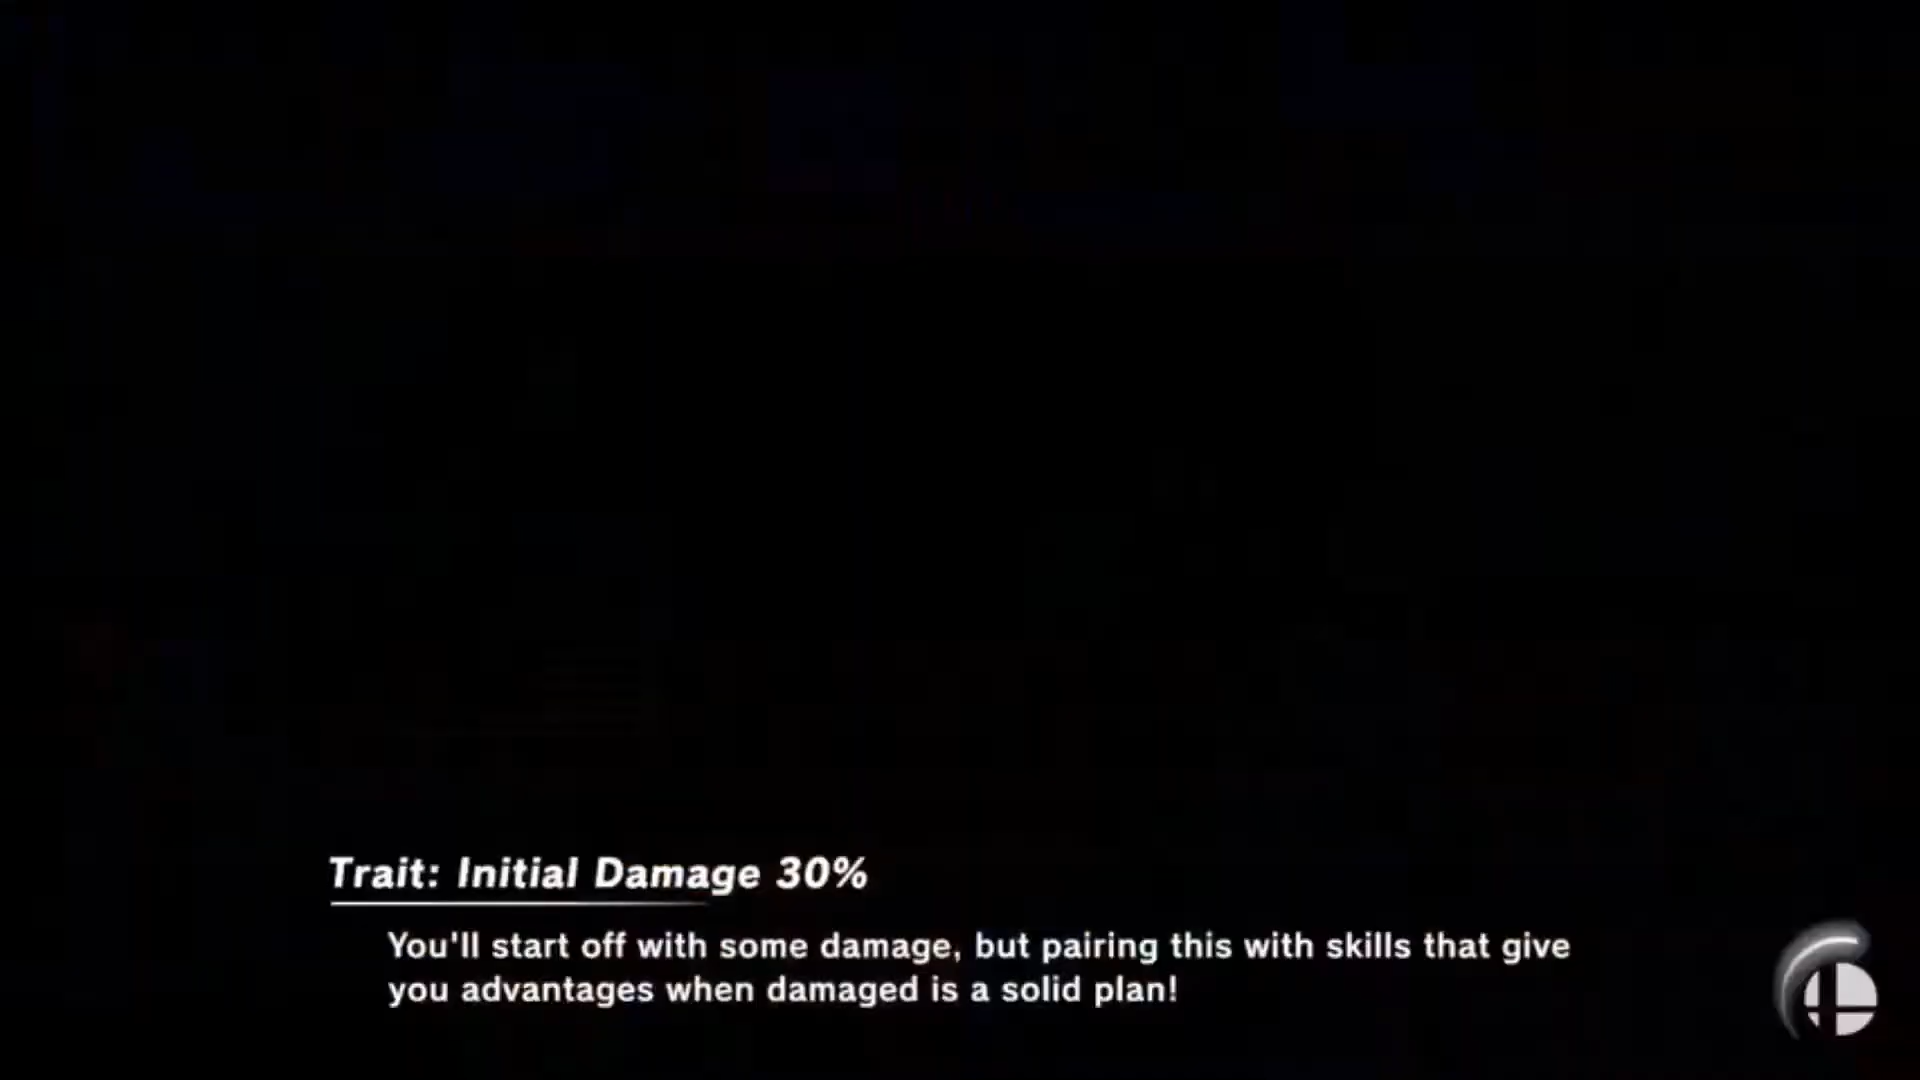 Trait: Initial Damage 30%
You'll start off with some damage, but pairing this with skills that give
you advantages when damaged is a solid plan!